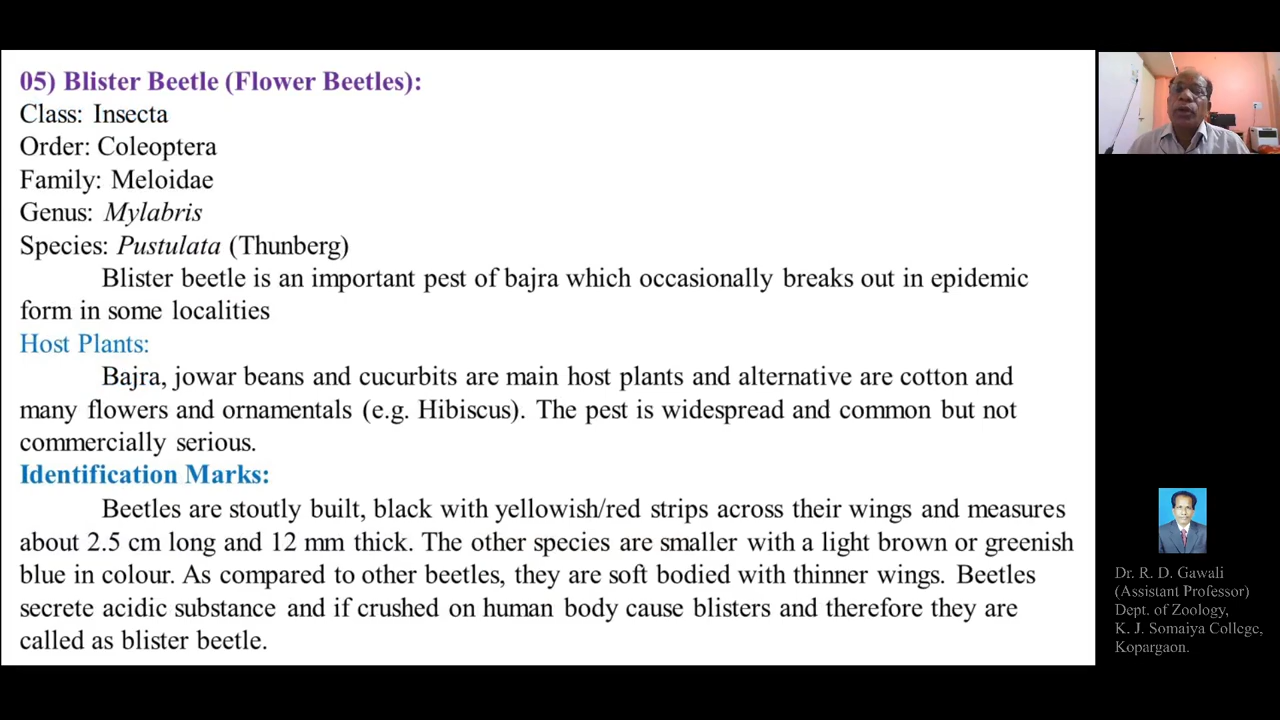 05) Blister Beetle (Flower Beetles):
Class: Insecta
Order: Coleoptera
Family: Meloidae
Genus: Mylabris
Species: Pustulata (Thunberg)
Blister beetle is an important pest of bajra which occasionally breaks out in epidemic
form in some localities
Host Plants:
Bajra, jowar beans and cucurbits are main host plants and alternative are cotton and
many flowers and ornamentals (e.g. Hibiscus). The pest is widespread and common but not
commercially serious.
Identification Marks:
Beetles are stoutly built, black with yellowish/red strips across their wings and measures
about 2.5 cm long and 12 mm thick. The other species are smaller with a light brown or greenish
blue in colour. As compared to other beetles, they are soft bodied with thinner wings. Beetles
secrete acidic substance and if crushed on human body cause blisters and therefore they are
called as blister beetle.
Dr. R. D. Gawali
(Assistant Professor)
Dept. of Zoology,
K. J. Somaiya College,
Kopargaon.